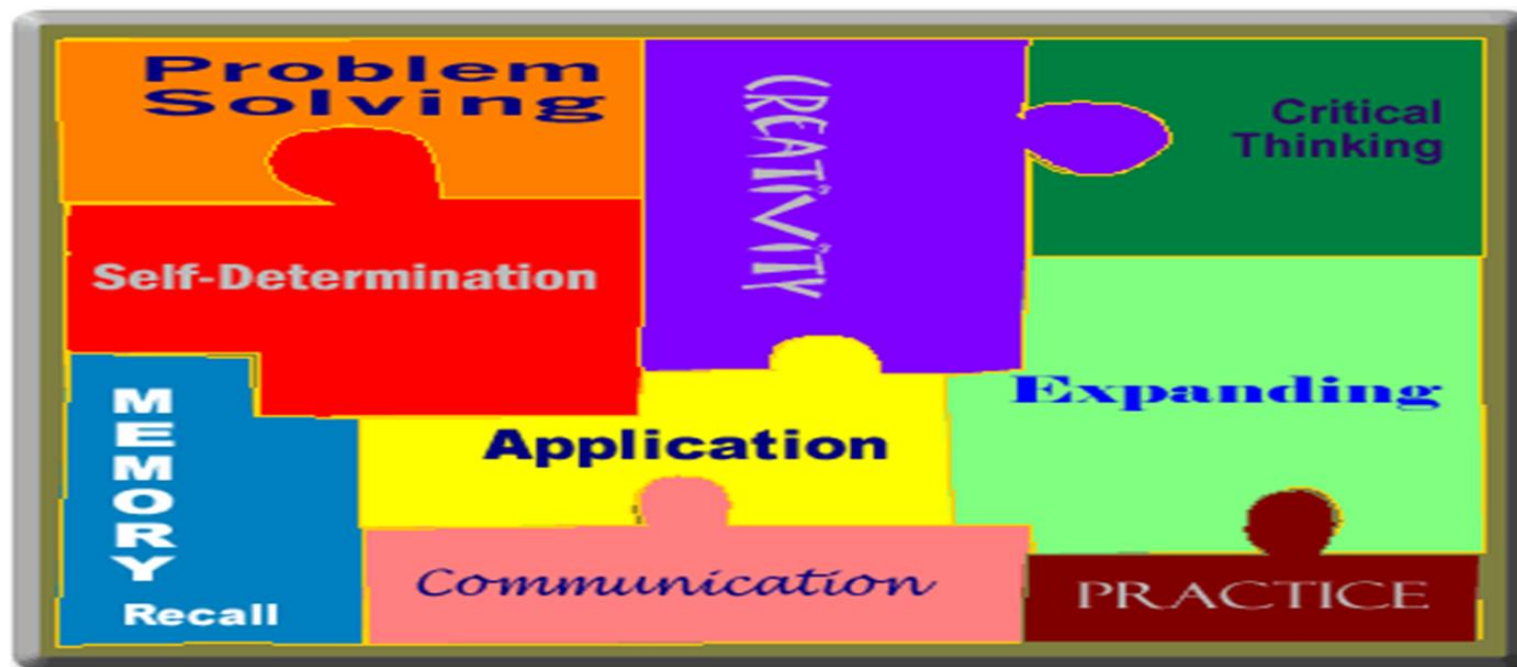 Problem
Solving
CREATIVITY
Critical
Thinking
Self-Determination
MEMORY
Recall
Application
Expanding
Communication
PRACTICE